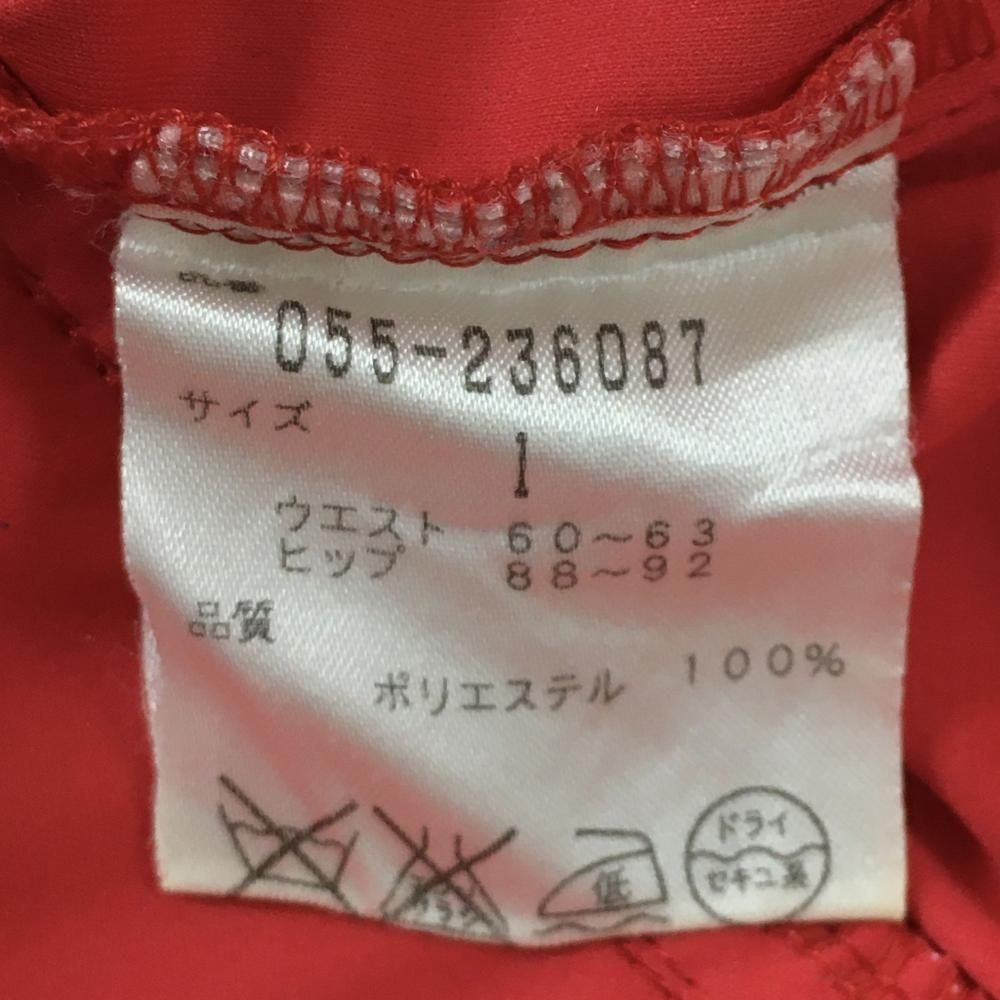 055-236087
サイズ
1
ウエスト 60～63
ヒップ 88～92
品質
ポリエステル 100%
低
ドライ
セキユ系